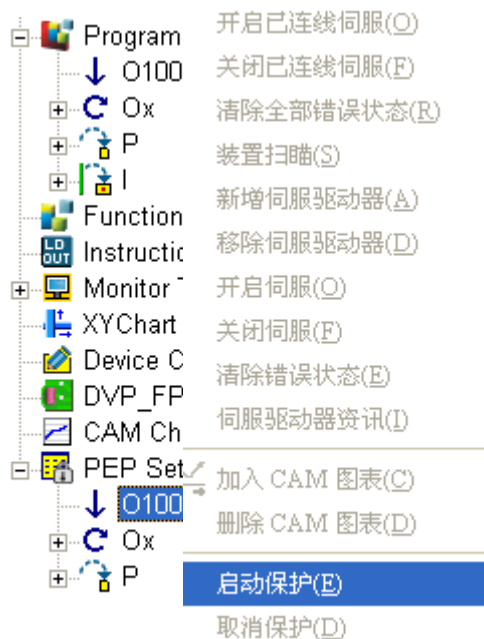 Program
O100
Ox
P
I
Function
LD
OUT
Instructic
Monitor T
XYChart
Device C
DVP_FP
CAM Ch
PEP Set
O100
Ox
P
开启已连线伺服(O)
关闭已连线伺服(F)
清除全部错误状态(R)
装置扫瞄(S)
新增伺服驱动器(A)
移除伺服驱动器(D)
开启伺服(O)
关闭伺服(F)
清除错误状态(E)
伺服驱动器资讯(I)
加入 CAM 图表(C)
删除 CAM 图表(D)
启动保护(E)
取消保护(D)